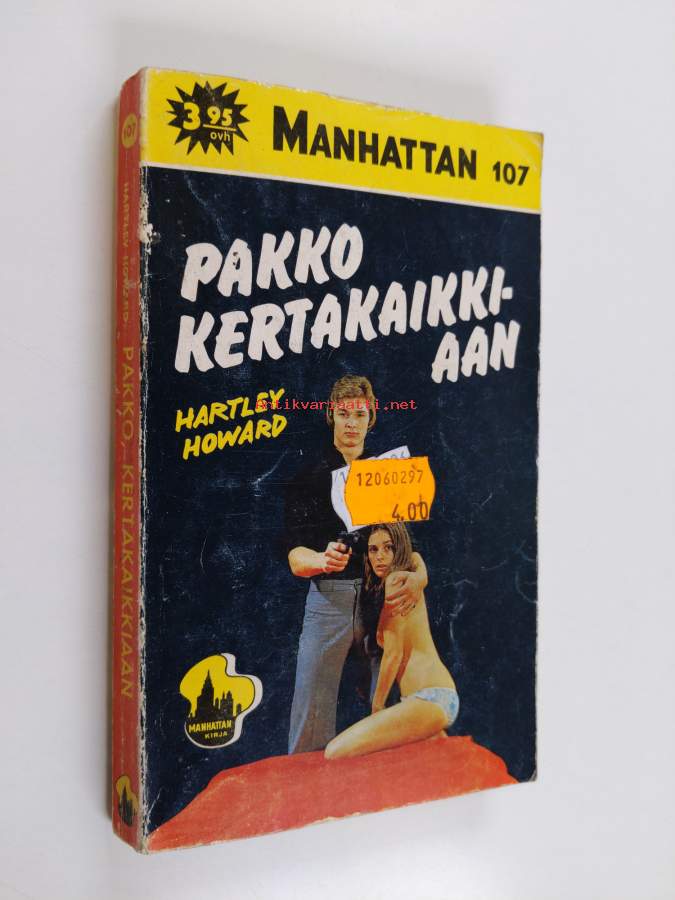 3 95
ovh
MANHATTAN 107
PAKKO
KERTAKAIKKI-
AAN
HARTLEY
HOWARD
antikvariaatti.net
12060297
4.00
MANHATTAN
KIRJA
107 HARTLEY HOWARD PAKKO, KERTAKAIKKIAAN